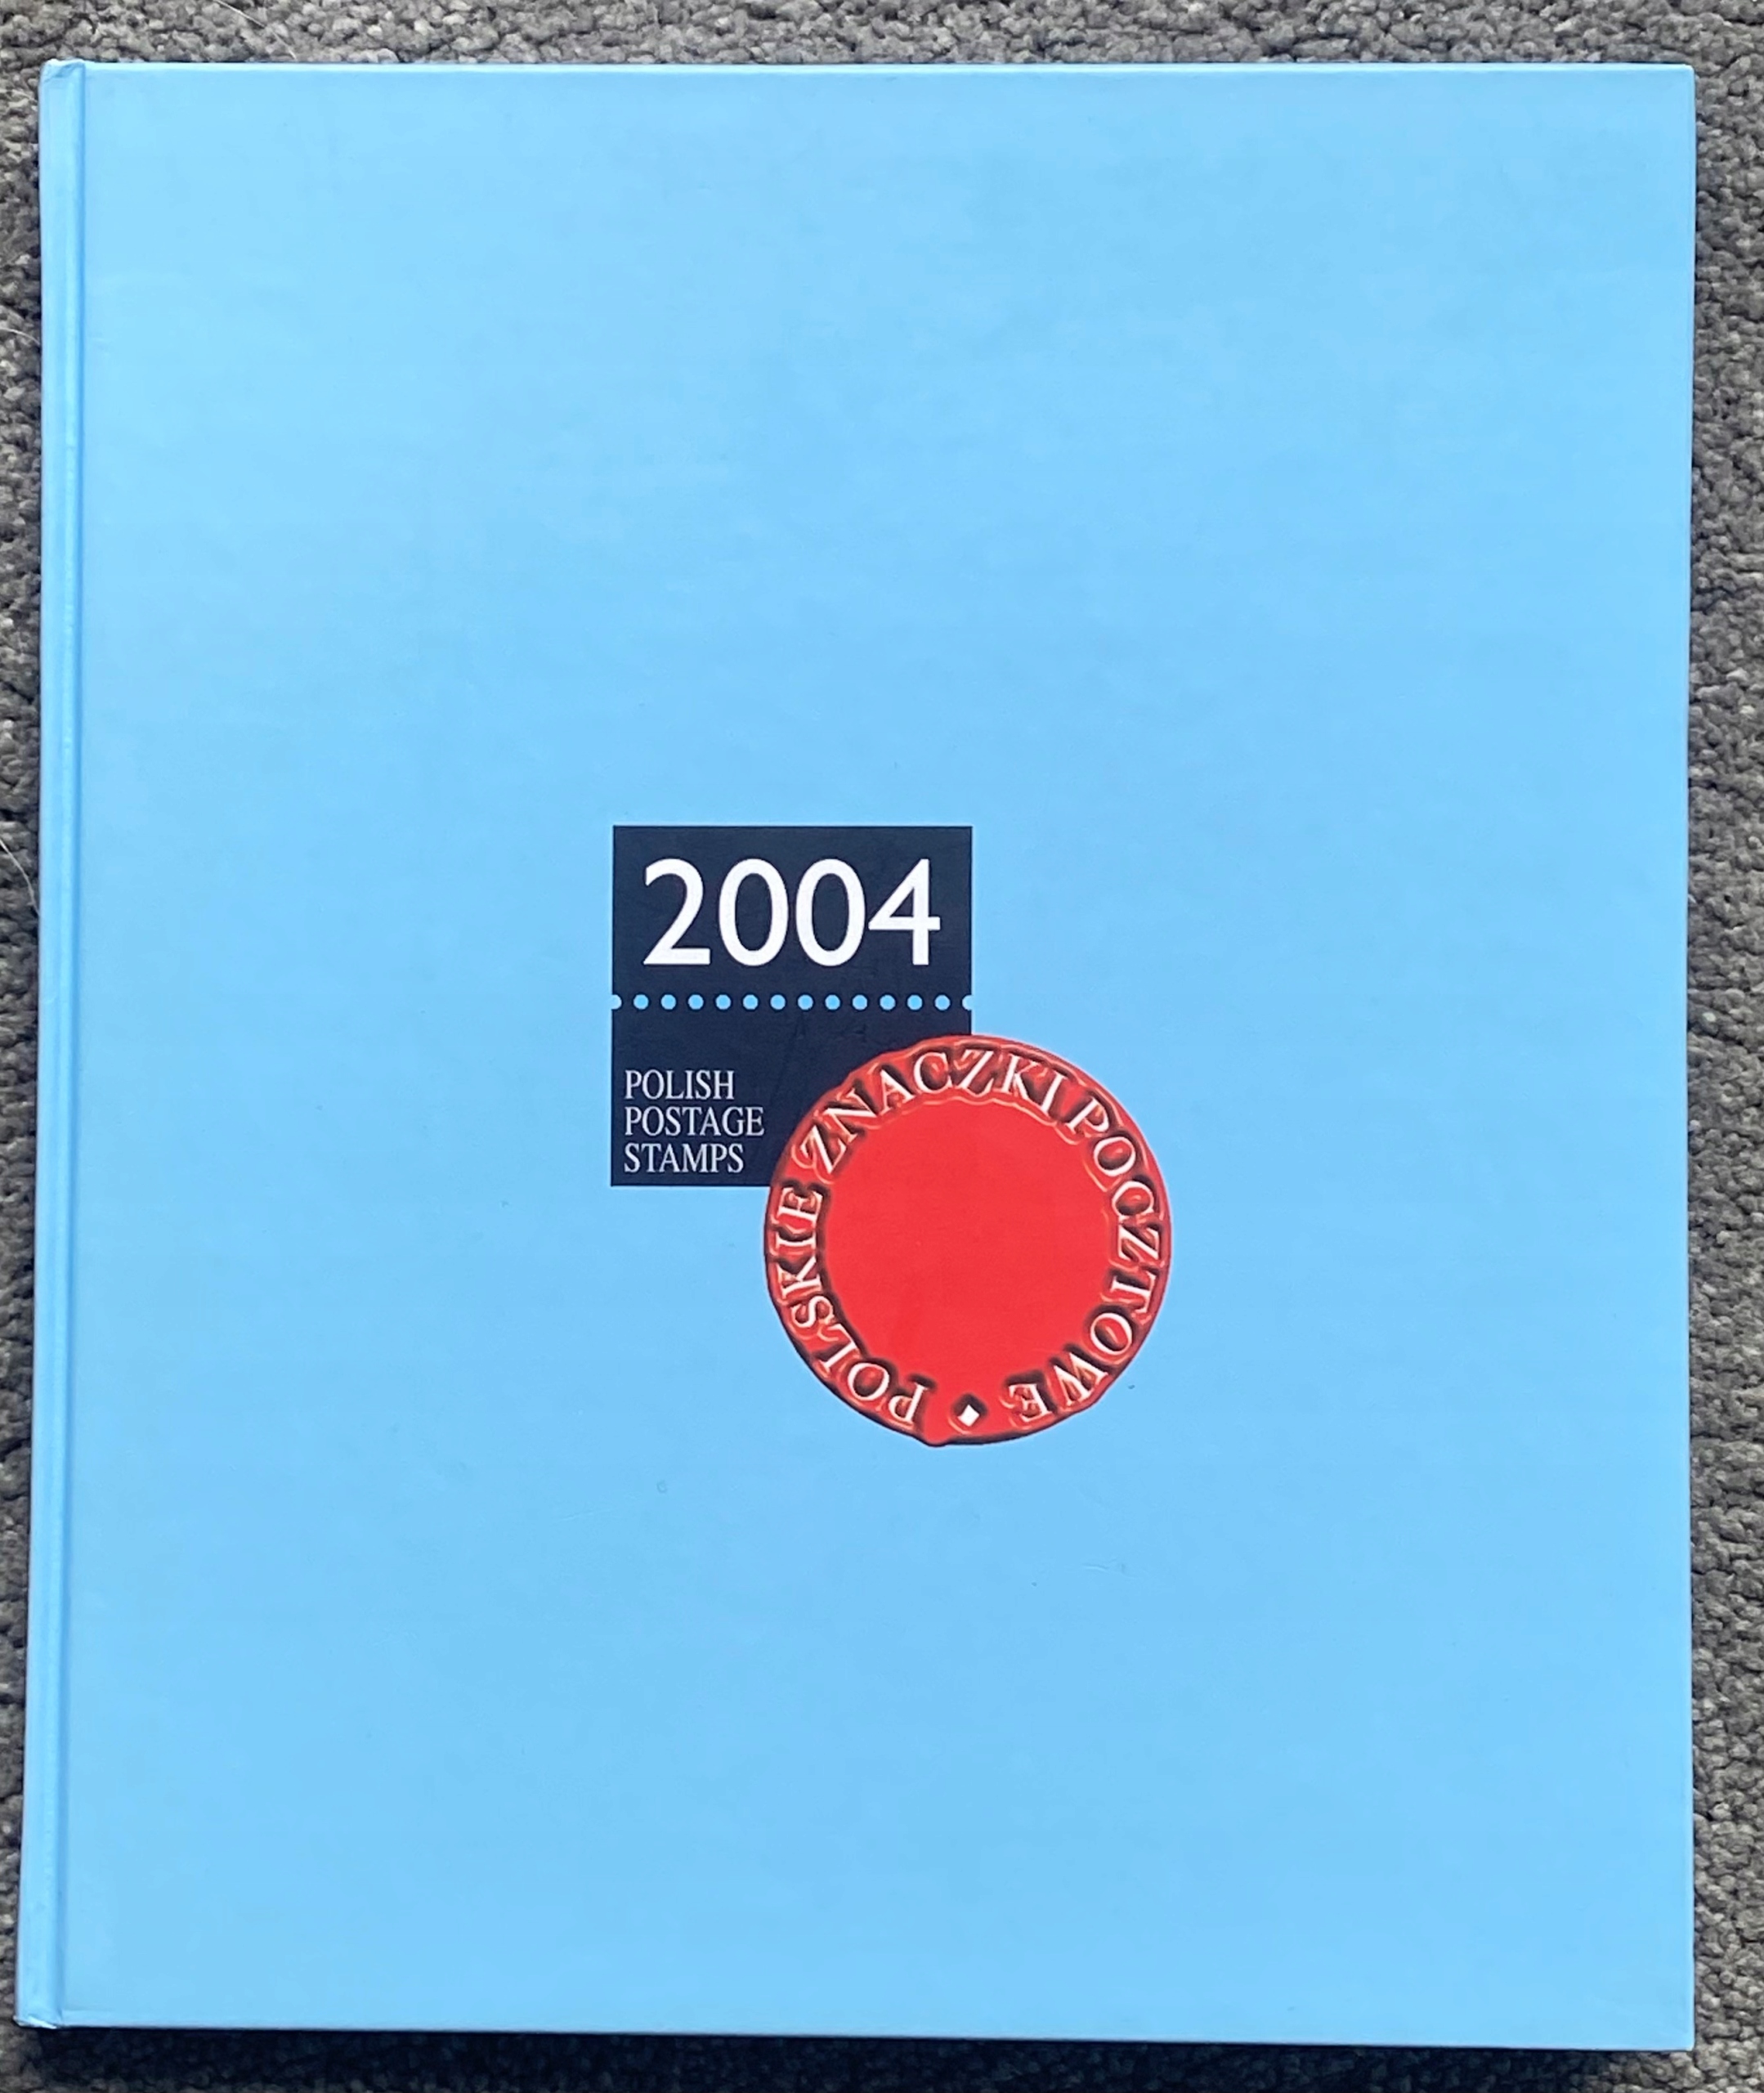 2004
POLISH
POSTAGE
STAMPS
POLSKIE ZNACZKI POCZTOWE